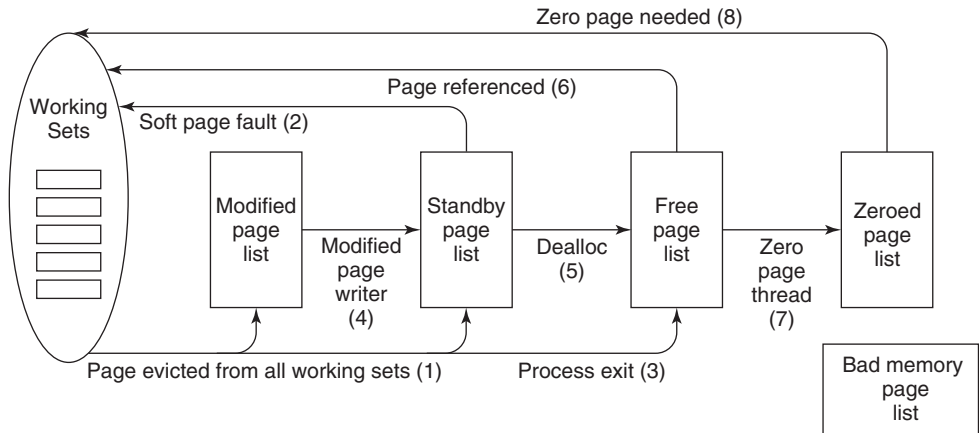 Zero page needed (8)
Page referenced (6)
Soft page fault (2)
Working
Sets
Modified
page
list
Modified
page
writer
(4)
Standby
page
list
Dealloc
(5)
Free
page
list
Zero
page
thread
(7)
Zeroed
page
list
Page evicted from all working sets (1)
Process exit (3)
Bad memory
page
list